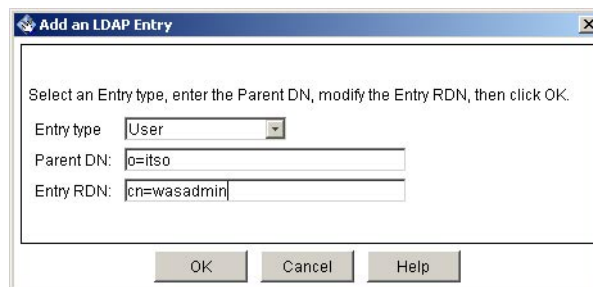 Add an LDAP Entry
Select an Entry type, enter the Parent DN, modify the Entry RDN, then click OK.
Entry type User
Parent DN: o=itso
Entry RDN: cn=wasadmin
OK Cancel Help